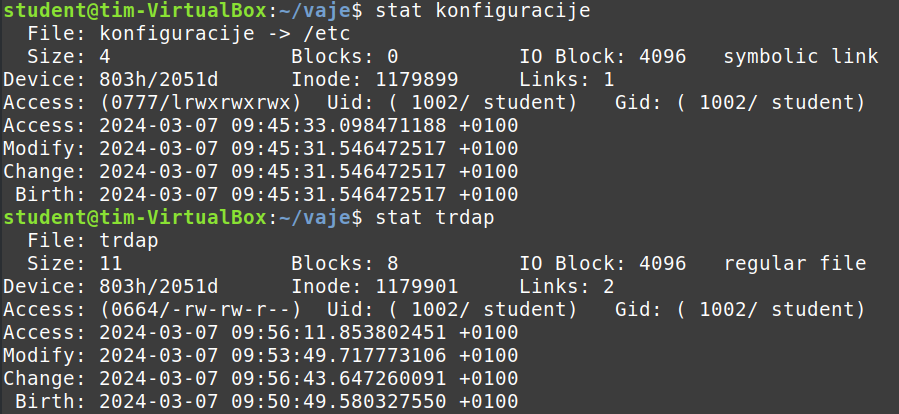 student@tim-VirtualBox:~/vaje$ stat konfiguracije
  File: konfiguracije -> /etc
  Size: 4               Blocks: 0          IO Block: 4096   symbolic link
Device: 803h/2051d      Inode: 1179899     Links: 1
Access: (0777/lrwxrwxrwx)  Uid: ( 1002/ student)   Gid: ( 1002/ student)
Access: 2024-03-07 09:45:33.098471188 +0100
Modify: 2024-03-07 09:45:31.546472517 +0100
Change: 2024-03-07 09:45:31.546472517 +0100
 Birth: 2024-03-07 09:45:31.546472517 +0100
student@tim-VirtualBox:~/vaje$ stat trdap
  File: trdap
  Size: 11              Blocks: 8          IO Block: 4096   regular file
Device: 803h/2051d      Inode: 1179901     Links: 2
Access: (0664/-rw-rw-r--)  Uid: ( 1002/ student)   Gid: ( 1002/ student)
Access: 2024-03-07 09:56:11.853802451 +0100
Modify: 2024-03-07 09:53:49.717773106 +0100
Change: 2024-03-07 09:56:43.647260091 +0100
 Birth: 2024-03-07 09:50:49.580327550 +0100